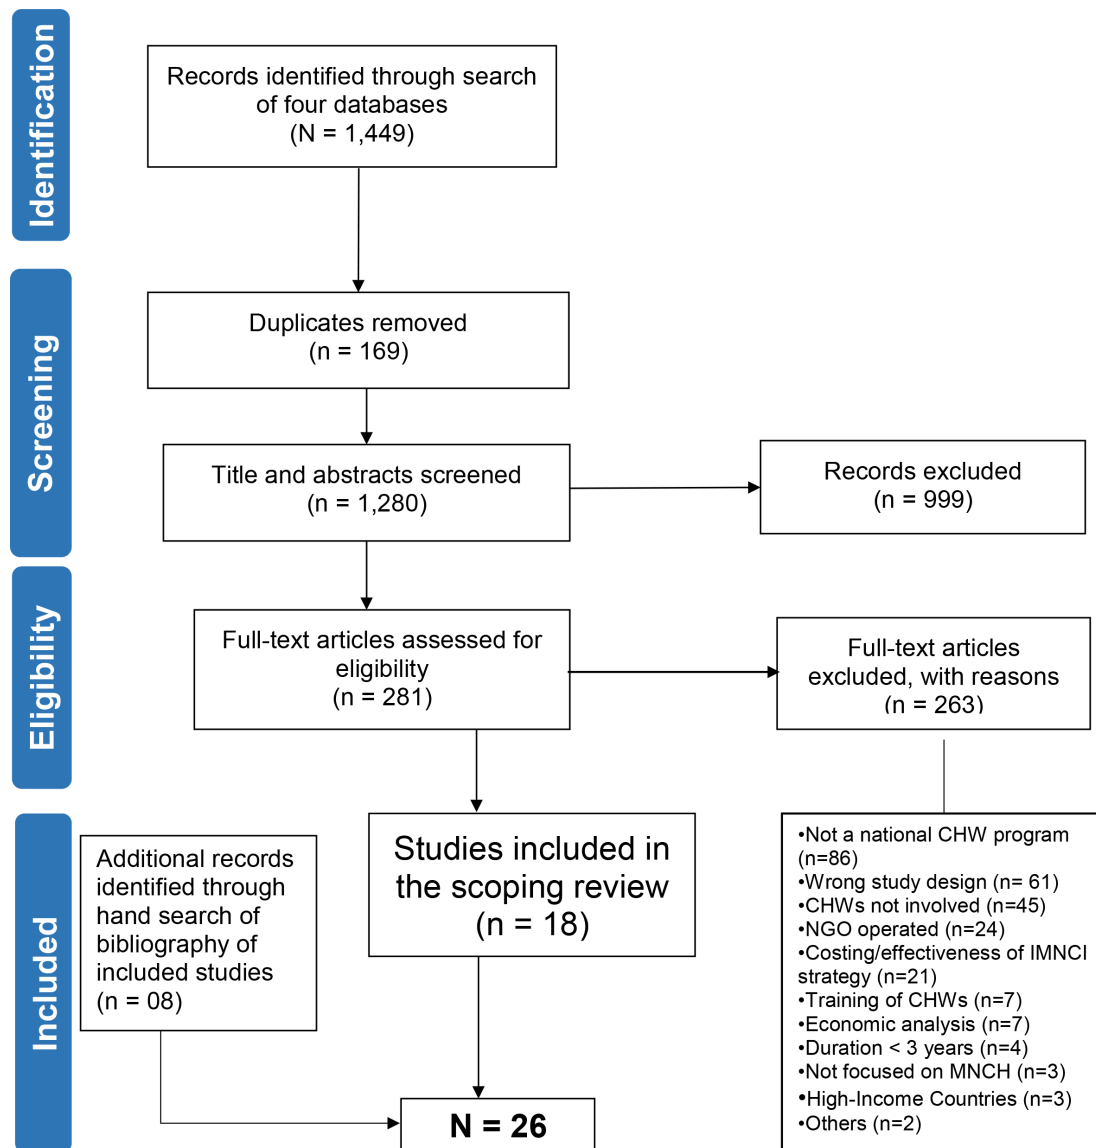 Identification
Records identified through search
of four databases
(N = 1,449)
Screening
Duplicates removed
(n = 169)
Title and abstracts screened
(n = 1,280)
Records excluded
(n = 999)
Eligibility
Full-text articles assessed for
eligibility
(n = 281)
Full-text articles
excluded, with reasons
(n = 263)
Included
Additional records
identified through
hand search of
bibliography of
included studies
(n = 08)
Studies included in
the scoping review
(n = 18)
•Not a national CHW program
(n=86)
•Wrong study design (n= 61)
•CHWs not involved (n=45)
•NGO operated (n=24)
•Costing/effectiveness of IMNCI
strategy (n=21)
•Training of CHWs (n=7)
•Economic analysis (n=7)
•Duration < 3 years (n=4)
•Not focused on MNCH (n=3)
•High-Income Countries (n=3)
•Others (n=2)
N = 26